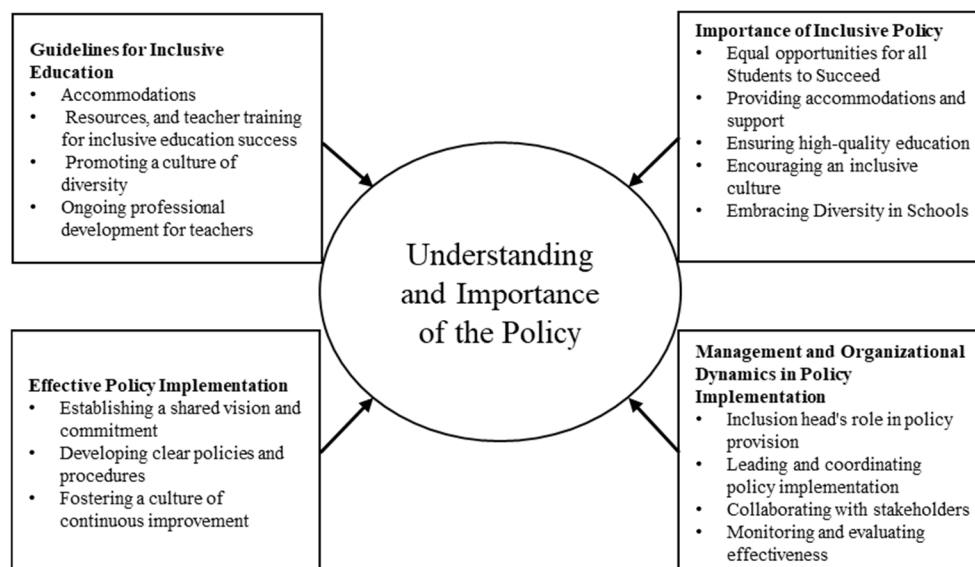 Guidelines for Inclusive
Education
• Accommodations
• Resources, and teacher training
for inclusive education success
• Promoting a culture of
diversity
• Ongoing professional
development for teachers
Importance of Inclusive Policy
• Equal opportunities for all
Students to Succeed
• Providing accommodations and
support
• Ensuring high-quality education
• Encouraging an inclusive
culture
• Embracing Diversity in Schools
Understanding
and Importance
of the Policy
Effective Policy Implementation
• Establishing a shared vision and
commitment
• Developing clear policies and
procedures
• Fostering a culture of
continuous improvement
Management and Organizational
Dynamics in Policy
Implementation
• Inclusion head's role in policy
provision
• Leading and coordinating
policy implementation
• Collaborating with stakeholders
• Monitoring and evaluating
effectiveness